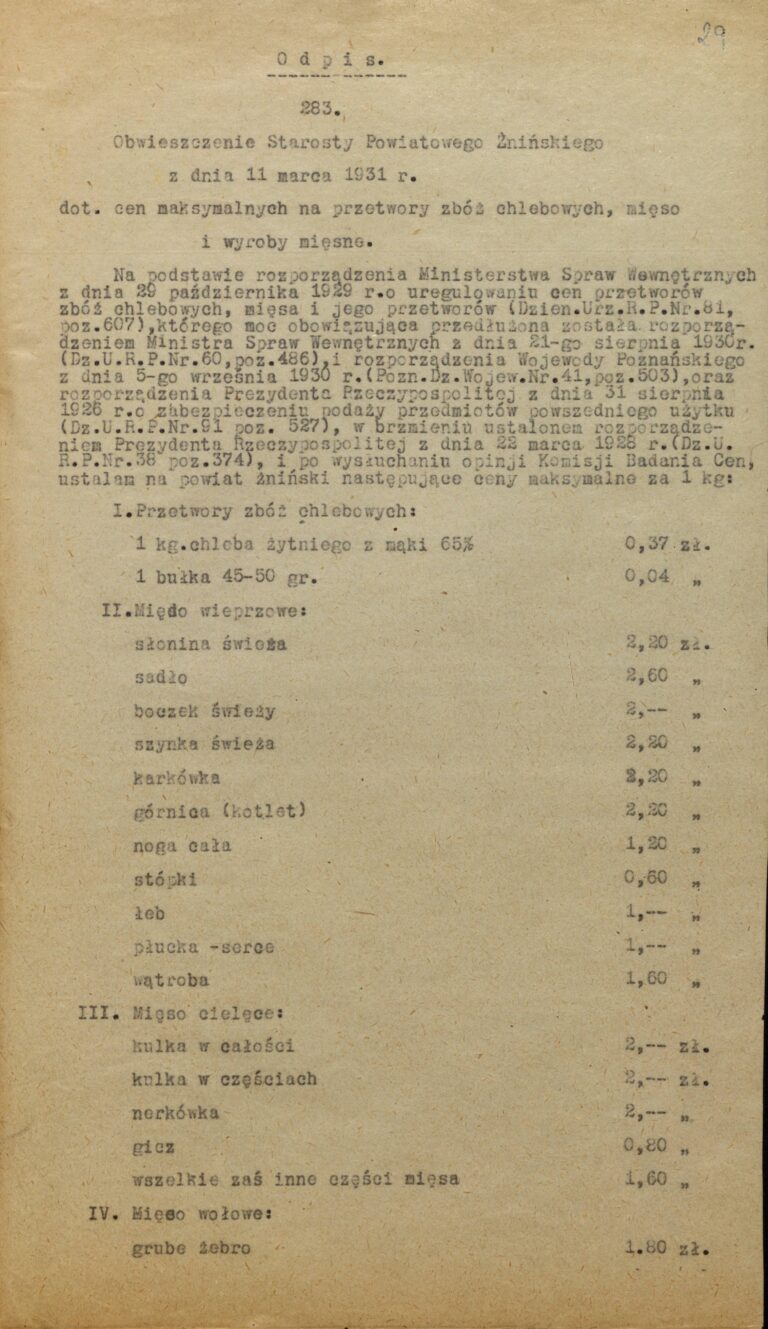 29
Odpis.
283.
Obwieszczenie Starosty Powiatowego Żnińskiego
z dnia 11 marca 1931 r.
dot. cen maksymalnych na przetwory zbóż chlebowych, mięso
i wyroby mięsne.
Na podstawie rozporządzenia Ministerstwa Spraw Wewnętrznych
z dnia 29 października 1929 r.o uregulowaniu cen przetworów
zbóż chlebowych, mięsa i jego przetworów (Dzien.Urz.R.P.Nr.81,
poz.607),którego moc obowiązująca przedłużona została rozporzą-
dzeniem Ministra Spraw Wewnętrznych z dnia 21-go sierpnia 1930r.
(Dz.U.R.P.Nr.60,poz.486),i rozporządzenia Wojewody Poznańskiego
z dnia 5-go września 1930 r.(Pozn.Dz.Wojew.Nr.41,poz.503),oraz
rozporządzenia Prezydenta Rzeczypospolitej z dnia 31 sierpnia
1926 r.o zabezpieczeniu podaży przedmiotów powszedniego użytku
(Dz.U.R.P.Nr.91 poz. 527), w brzmieniu ustalonem rozporządze-
niem Prezydenta Rzeczypospolitej z dnia 22 marca 1928 r.(Dz.U.
R.P.Nr.38 poz.374), i po wysłuchaniu opinji Komisji Badania Cen,
ustalam na powiat żniński następujące ceny maksymalne za 1 kg:
I.Przetwory zbóż chlebowych:
1 kg.chleba żytniego z mąki 65% 0,37 zł.
1 bułka 45-50 gr. 0,04 „
II.Mięso wieprzowe:
słonina świeża 2,20 zł.
sadło 2,60 „
boczek świeży 2,-- „
szynka świeża 2,20 „
karkówka 2,20 „
górnica (kotlet) 2,20 „
noga cała 1,20 „
stópki 0,60 „
łeb 1,-- „
płucka -serce 1,-- „
wątroba 1,60 „
III. Mięso cielęce:
kulka w całości 2,-- zł.
kulka w częściach 2,-- zł.
nerkówka 2,-- „
gicz 0,80 „
wszelkie zaś inne części mięsa 1,60 „
IV. Mięso wołowe:
grube żebro 1.80 zł.